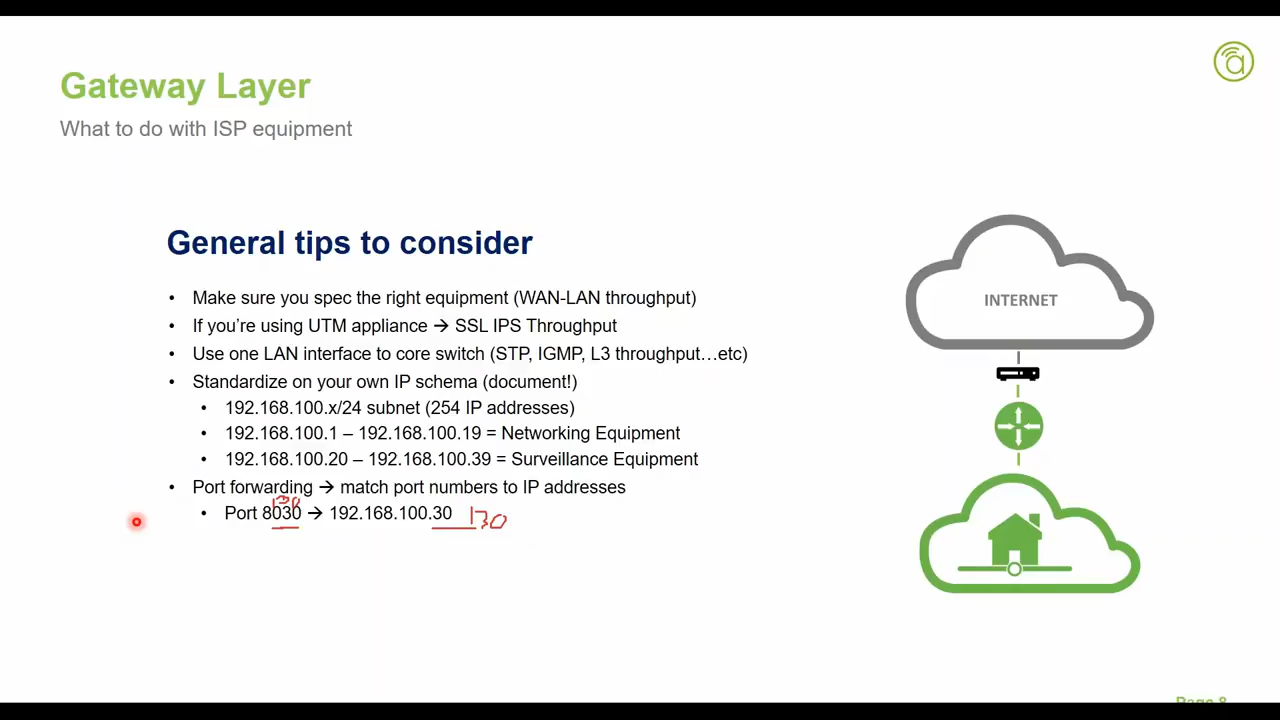 Gateway Layer
What to do with ISP equipment
General tips to consider
• Make sure you spec the right equipment (WAN-LAN throughput)
• If you're using UTM appliance → SSL IPS Throughput
• Use one LAN interface to core switch (STP, IGMP, L3 throughput…etc)
• Standardize on your own IP schema (document!)
• 192.168.100.x/24 subnet (254 IP addresses)
• 192.168.100.1 – 192.168.100.19 = Networking Equipment
• 192.168.100.20 – 192.168.100.39 = Surveillance Equipment
• Port forwarding → match port numbers to IP addresses
130
• Port 8030 → 192.168.100.30 130
INTERNET
Page 8